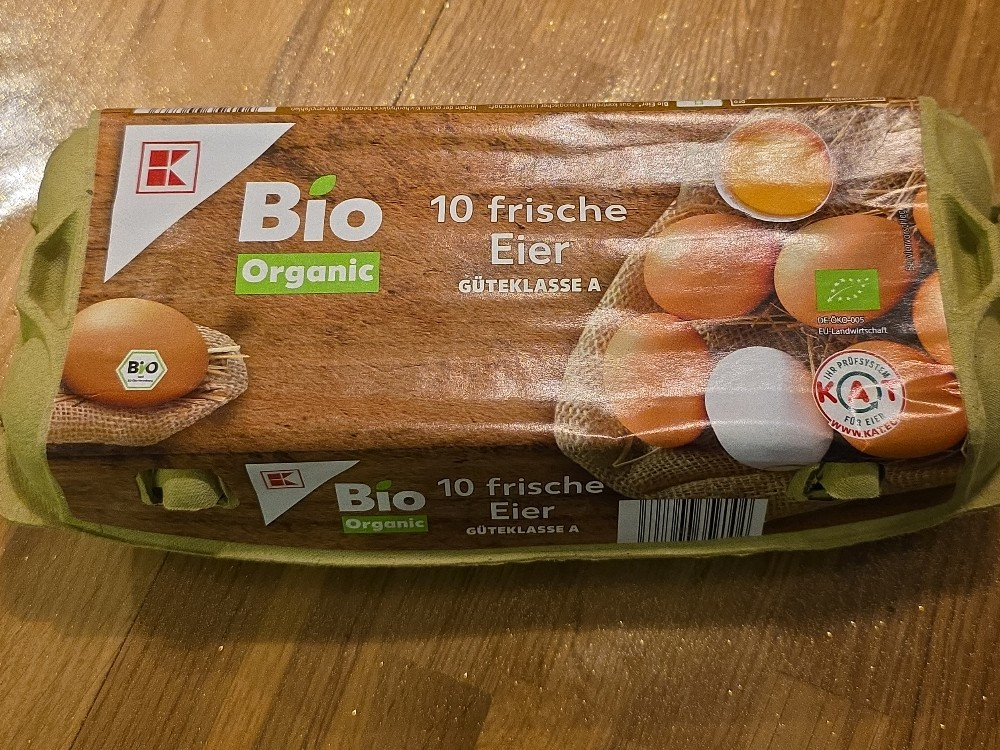 K
Bio
Organic
10 frische
Eier
GÜTEKLASSE A
BIO
DE-ÖKO-005
EU-Landwirtschaft
IHR PRÜFSYSTEM
KAT
FÜR EIER
WWW.KAT.EC
K
Bio
Organic
10 frische
Eier
GÜTEKLASSE A